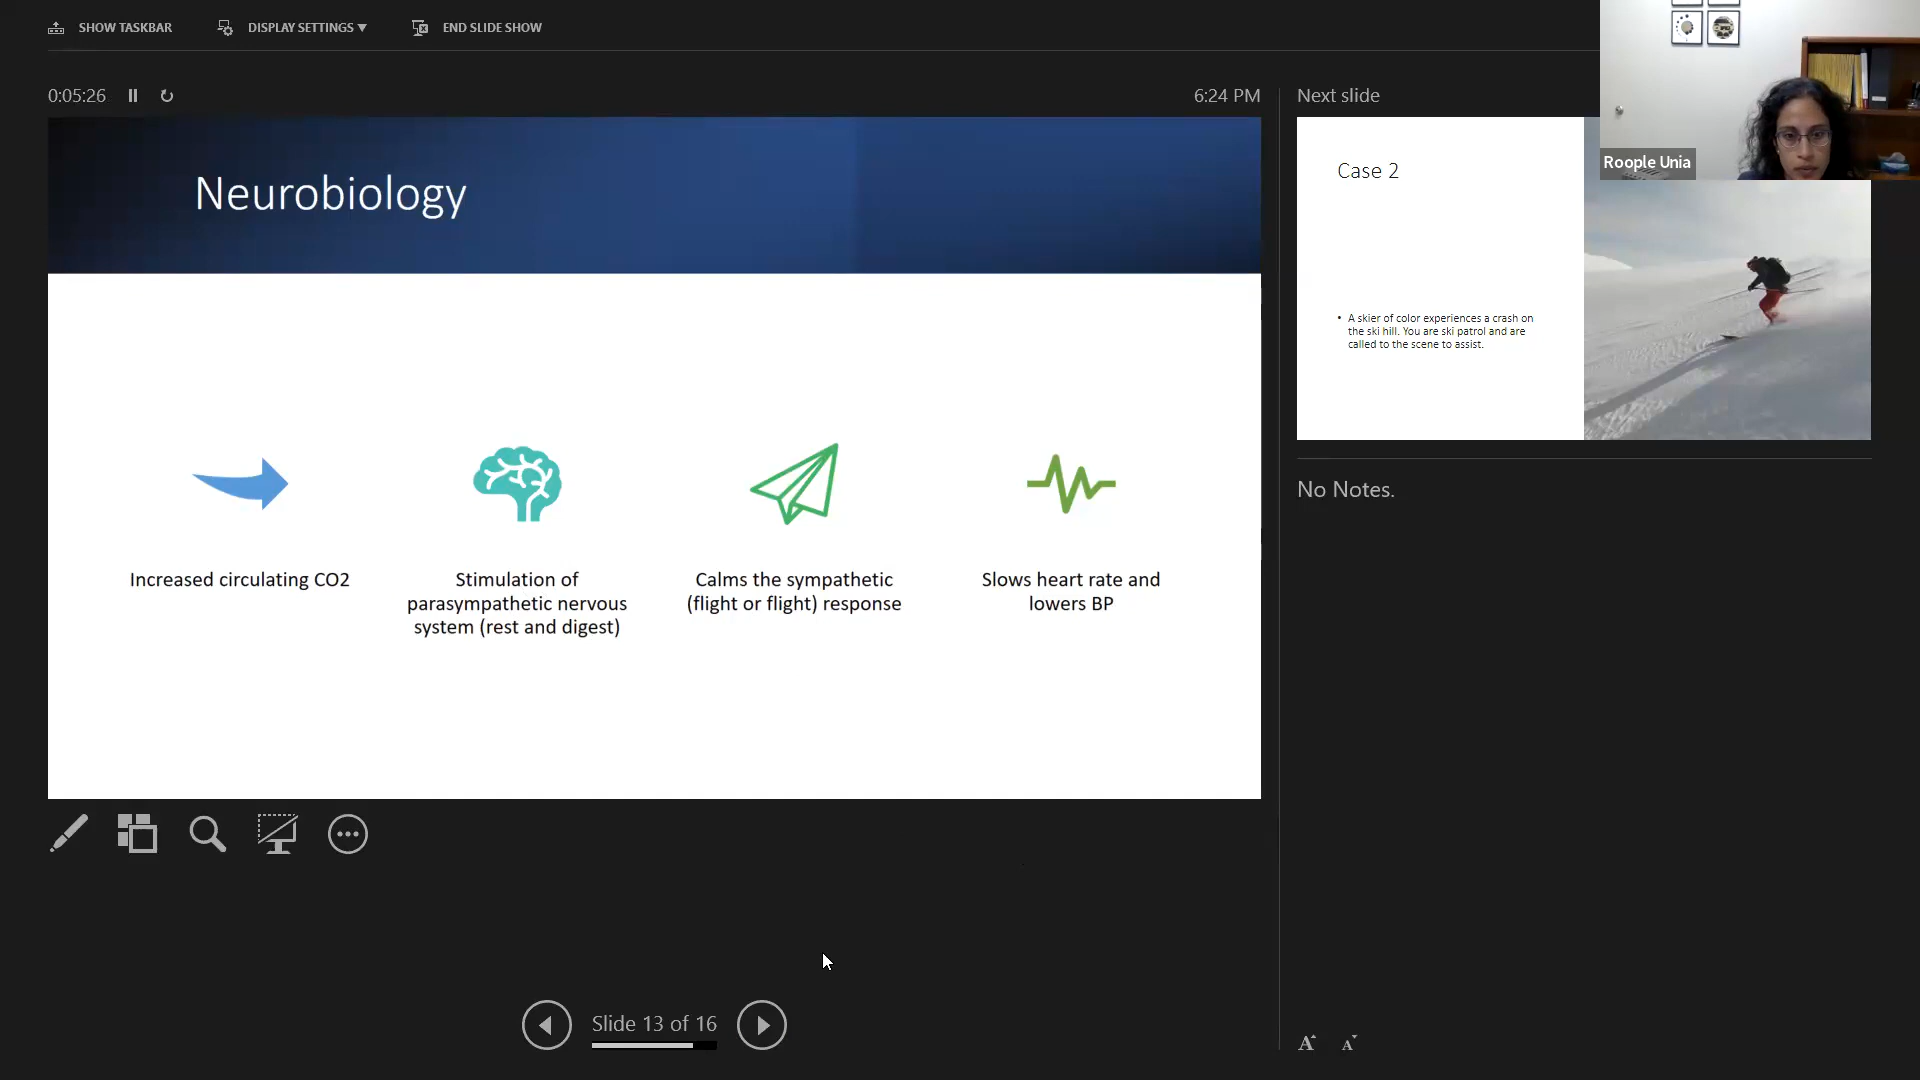 SHOW TASKBAR
DISPLAY SETTINGS
END SLIDE SHOW
0:05:26
6:24 PM
Next slide
Neurobiology
Increased circulating CO2
Stimulation of
parasympathetic nervous
system (rest and digest)
Calms the sympathetic
(flight or flight) response
Slows heart rate and
lowers BP
Case 2
• A skier of color experiences a crash on
the ski hill. You are ski patrol and are
called to the scene to assist.
Roople Unia
No Notes.
Slide 13 of 16
A A